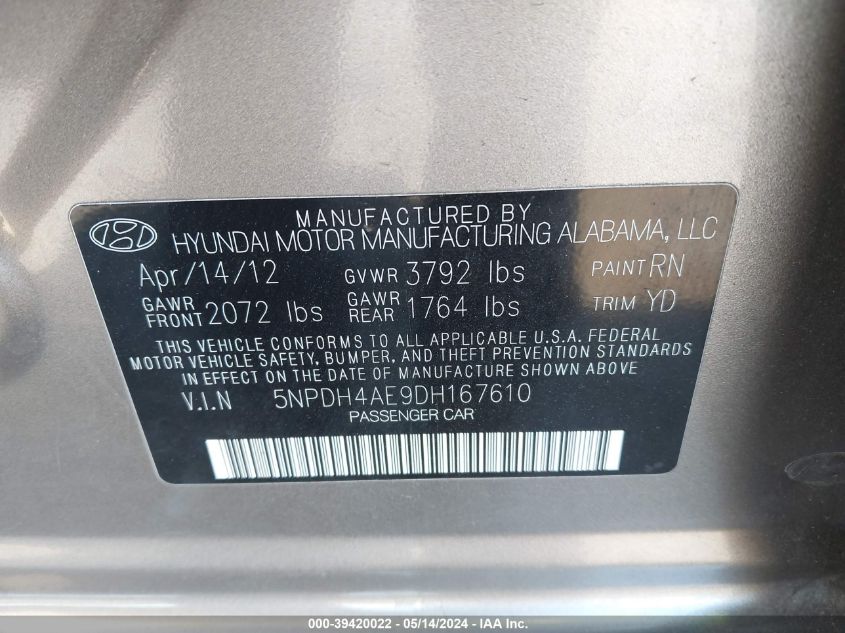 MANUFACTURED BY
HYUNDAI MOTOR MANUFACTURING ALABAMA, LLC
Apr/14/12 GVWR 3792 lbs PAINT RN
GAWR FRONT 2072 lbs GAWR REAR 1764 lbs TRIM YD
THIS VEHICLE CONFORMS TO ALL APPLICABLE U.S.A. FEDERAL
MOTOR VEHICLE SAFETY, BUMPER, AND THEFT PREVENTION STANDARDS
IN EFFECT ON THE DATE OF MANUFACTURE SHOWN ABOVE
V.I.N 5NPDH4AE9DH167610
PASSENGER CAR
000-39420022 - 05/14/2024 - IAA Inc.